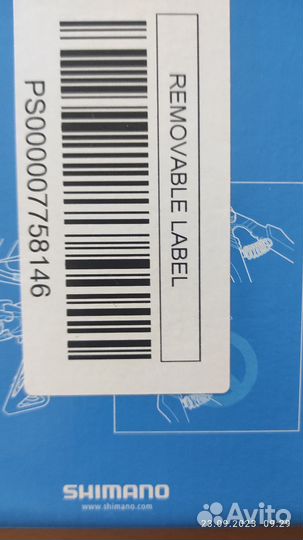 REMOVABLE LABEL
PS000007758146
SHIMANO
www.shimano.com
23.09.2023 09:29
Avito